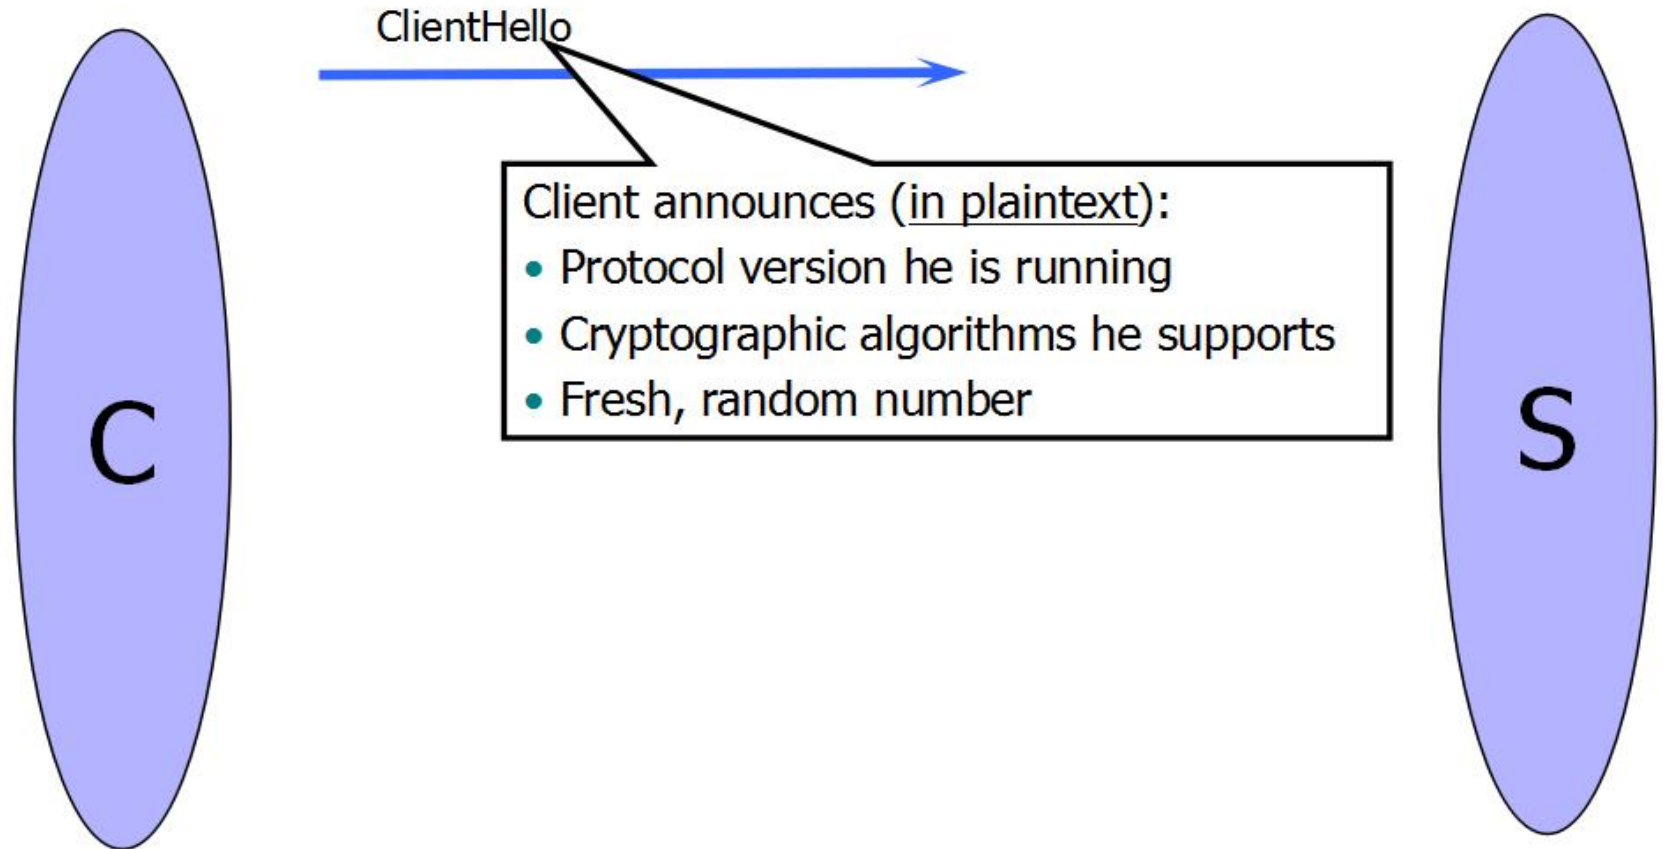 ClientHello
Client announces (in plaintext):
• Protocol version he is running
• Cryptographic algorithms he supports
• Fresh, random number
C
S